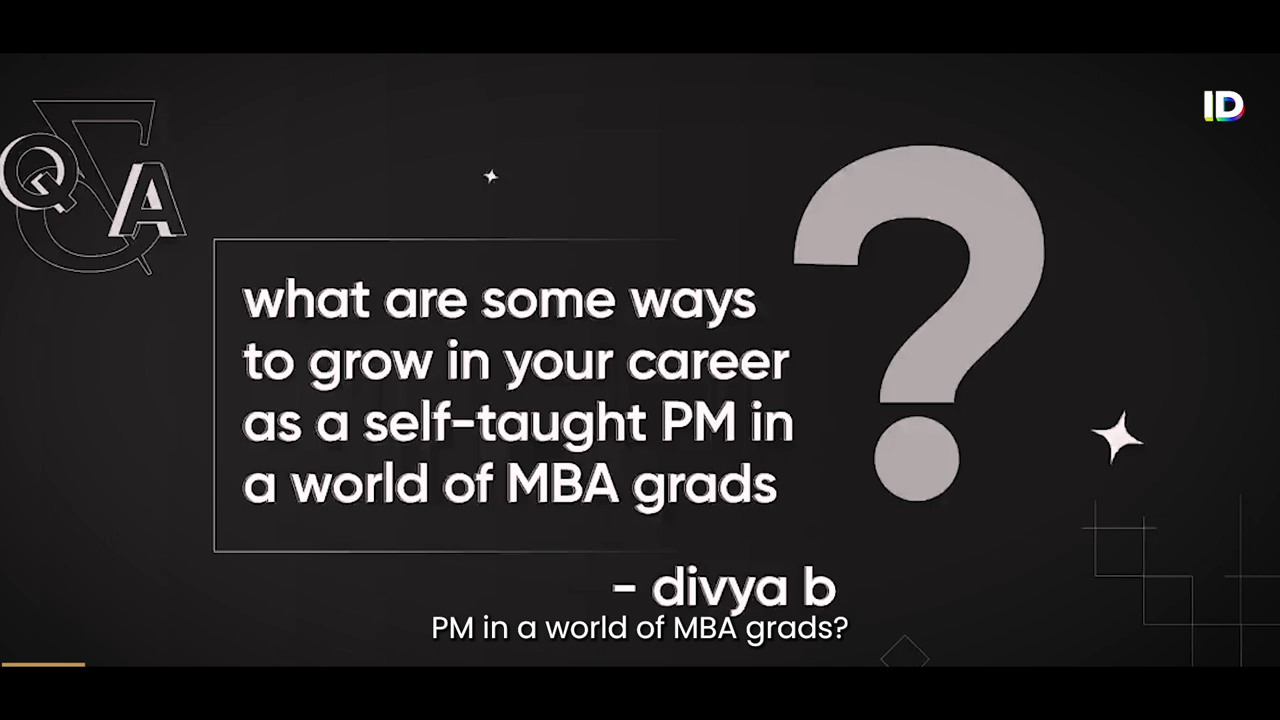 ID
Q&A
what are some ways
to grow in your career
as a self-taught PM in
a world of MBA grads
- divya b
PM in a world of MBA grads?